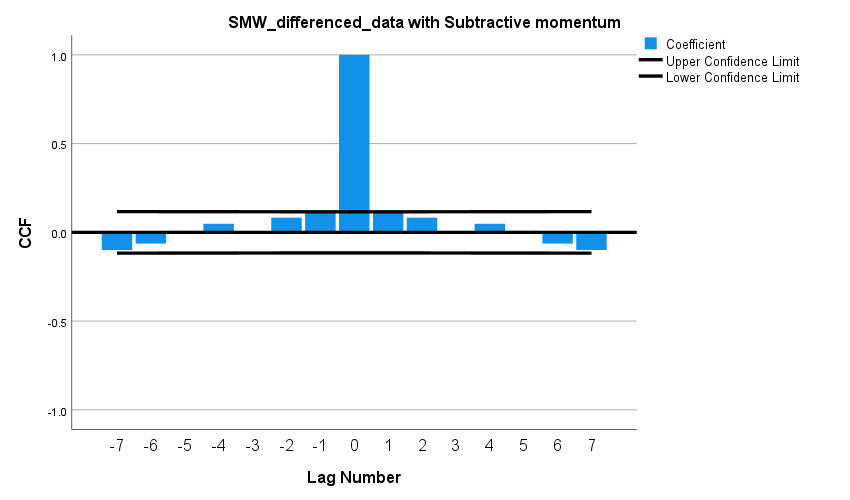 SMW_differenced_data with Subtractive momentum
Coefficient
Upper Confidence Limit
Lower Confidence Limit
CCF
1.0
0.5
0.0
-0.5
-1.0
-7 -6 -5 -4 -3 -2 -1 0 1 2 3 4 5 6 7
Lag Number